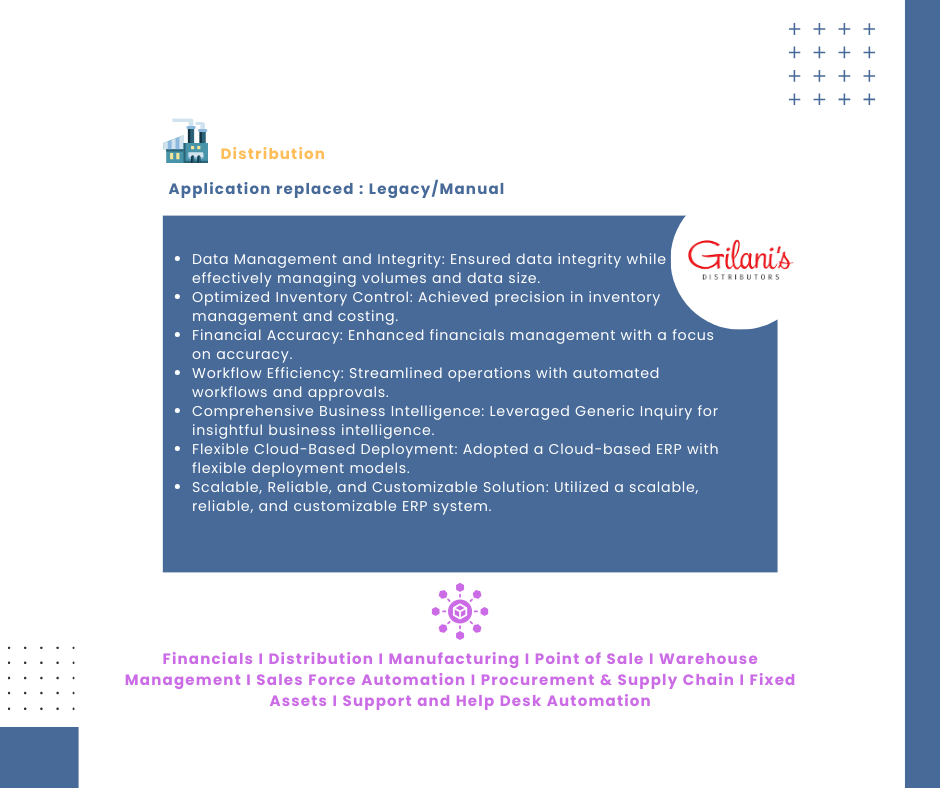 Distribution
Application replaced : Legacy/Manual
Gilani's
DISTRIBUTORS
• Data Management and Integrity: Ensured data integrity while
effectively managing volumes and data size.
• Optimized Inventory Control: Achieved precision in inventory
management and costing.
• Financial Accuracy: Enhanced financials management with a focus
on accuracy.
• Workflow Efficiency: Streamlined operations with automated
workflows and approvals.
• Comprehensive Business Intelligence: Leveraged Generic Inquiry for
insightful business intelligence.
• Flexible Cloud-Based Deployment: Adopted a Cloud-based ERP with
flexible deployment models.
• Scalable, Reliable, and Customizable Solution: Utilized a scalable,
reliable, and customizable ERP system.
Financials I Distribution I Manufacturing I Point of Sale I Warehouse
Management I Sales Force Automation I Procurement & Supply Chain I Fixed
Assets I Support and Help Desk Automation